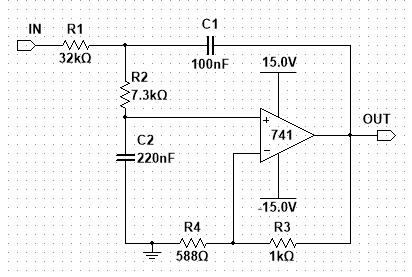 C1
IN
R1
32kΩ
100nF
15.0V
R2
7.3kΩ
OUT
+
741
−
C2
220nF
-15.0V
R4
R3
588Ω
1kΩ